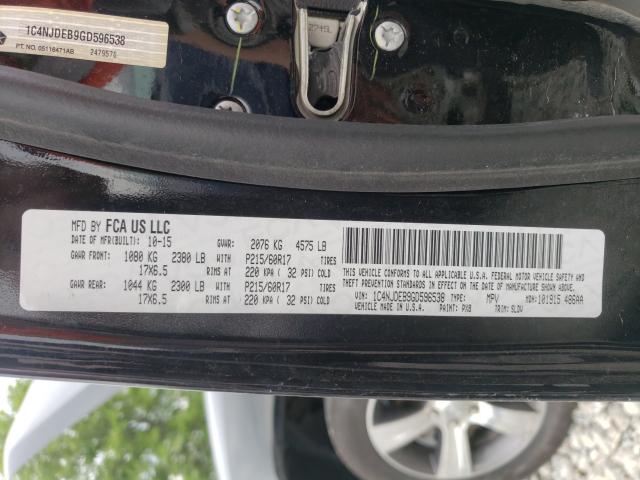 1C4NJDEB9GD596538
PT. NO. 05116471AB 2479576
2745L
MFD BY FCA US LLC
DATE OF MFR(BUILT): 10-15 GVWR: 2076 KG 4575 LB
GAWR FRONT: 1080 KG 2380 LB WITH P215/60R17 TIRES
17X6.5 RIMS AT 220 KPA ( 32 PSI) COLD
GAWR REAR: 1044 KG 2300 LB WITH P215/60R17 TIRES
17X6.5 RIMS AT 220 KPA ( 32 PSI) COLD
THIS VEHICLE CONFORMS TO ALL APPLICABLE U.S.A. FEDERAL MOTOR VEHICLE SAFETY AND
THEFT PREVENTION STANDARDS IN EFFECT ON THE DATE OF MANUFACTURE SHOWN ABOVE.
VIN: 1C4NJDEB9GD596538 TYPE: MPV MDH:101915 486AA
VEHICLE MADE IN U.S.A. PAINT: PX8 TRIM: SLDV